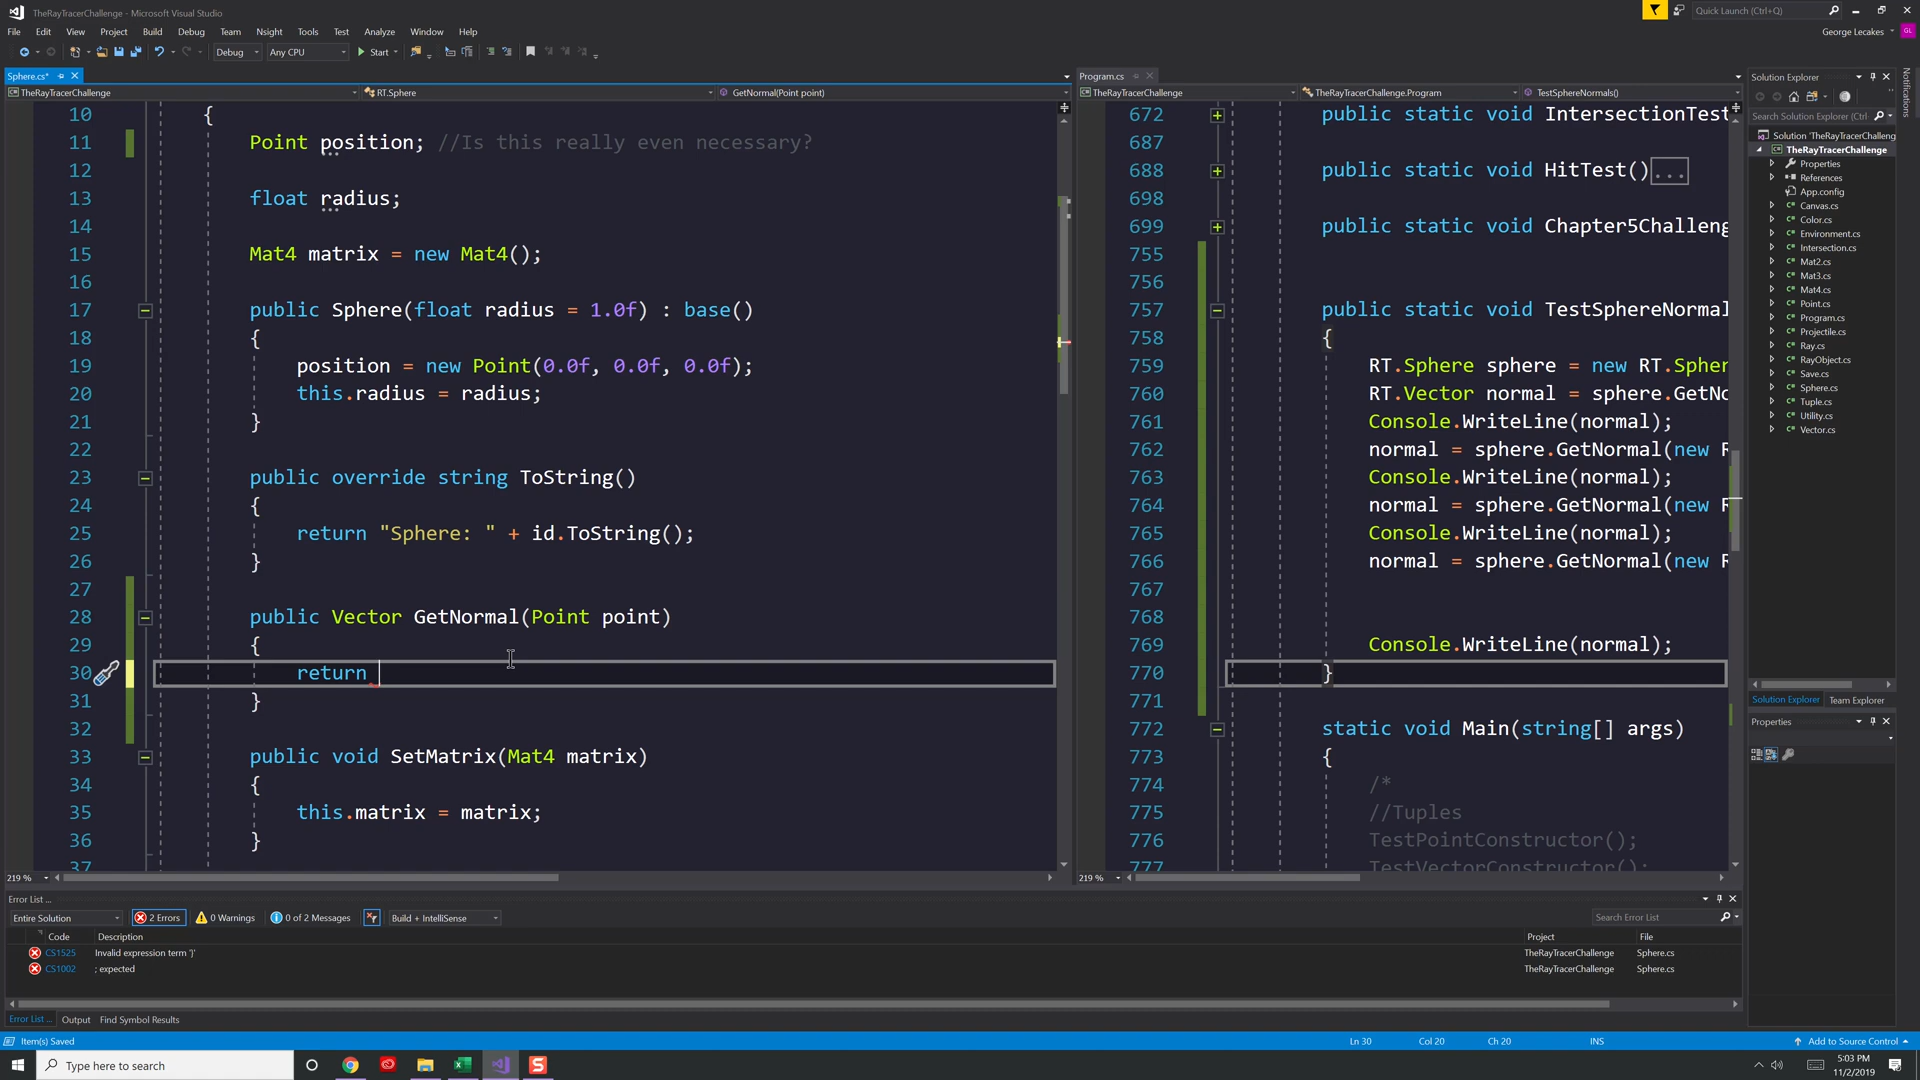 TheRayTracerChallenge - Microsoft Visual Studio
Quick Launch (Ctrl+Q)
File Edit View Project Build Debug Team Nsight Tools Test Analyze Window Help
George Lecakes GL
Debug Any CPU Start
Sphere.cs*
Program.cs
Solution Explorer
Notifications
TheRayTracerChallenge RT.Sphere GetNormal(Point point)
TheRayTracerChallenge TheRayTracerChallenge.Program TestSphereNormals()
10 {
11 Point position; //Is this really even necessary?
12
13 float radius;
14
15 Mat4 matrix = new Mat4();
16
17 public Sphere(float radius = 1.0f) : base()
18 {
19 position = new Point(0.0f, 0.0f, 0.0f);
20 this.radius = radius;
21 }
22
23 public override string ToString()
24 {
25 return "Sphere: " + id.ToString();
26 }
27
28 public Vector GetNormal(Point point)
29 {
30 return
31 }
32
33 public void SetMatrix(Mat4 matrix)
34 {
35 this.matrix = matrix;
36 }
37
672 public static void IntersectionTest
687
688 public static void HitTest()...
698
699 public static void Chapter5Challeng
755
756
757 public static void TestSphereNormal
758 {
759 RT.Sphere sphere = new RT.Spher
760 RT.Vector normal = sphere.GetNo
761 Console.WriteLine(normal);
762 normal = sphere.GetNormal(new R
763 Console.WriteLine(normal);
764 normal = sphere.GetNormal(new R
765 Console.WriteLine(normal);
766 normal = sphere.GetNormal(new R
767
768
769 Console.WriteLine(normal);
770 }
771
772 static void Main(string[] args)
773 {
774 /*
775 //Tuples
776 TestPointConstructor();
777 TestVectorConstructor();
219 %
219 %
Search Solution Explorer (Ctrl+
Solution 'TheRayTracerChalleng
TheRayTracerChallenge
Properties
References
App.config
Canvas.cs
Color.cs
Environment.cs
Intersection.cs
Mat2.cs
Mat3.cs
Mat4.cs
Point.cs
Program.cs
Projectile.cs
Ray.cs
RayObject.cs
Save.cs
Sphere.cs
Tuple.cs
Utility.cs
Vector.cs
Solution Explorer Team Explorer
Properties
Error List ...
Entire Solution 2 Errors 0 Warnings 0 of 2 Messages Build + IntelliSense
Search Error List
Code Description Project File
CS1525 Invalid expression term '}' TheRayTracerChallenge Sphere.cs
CS1002 ; expected TheRayTracerChallenge Sphere.cs
Error List ... Output Find Symbol Results
Item(s) Saved Ln 30 Col 20 Ch 20 INS Add to Source Control
Type here to search
5:03 PM
11/2/2019